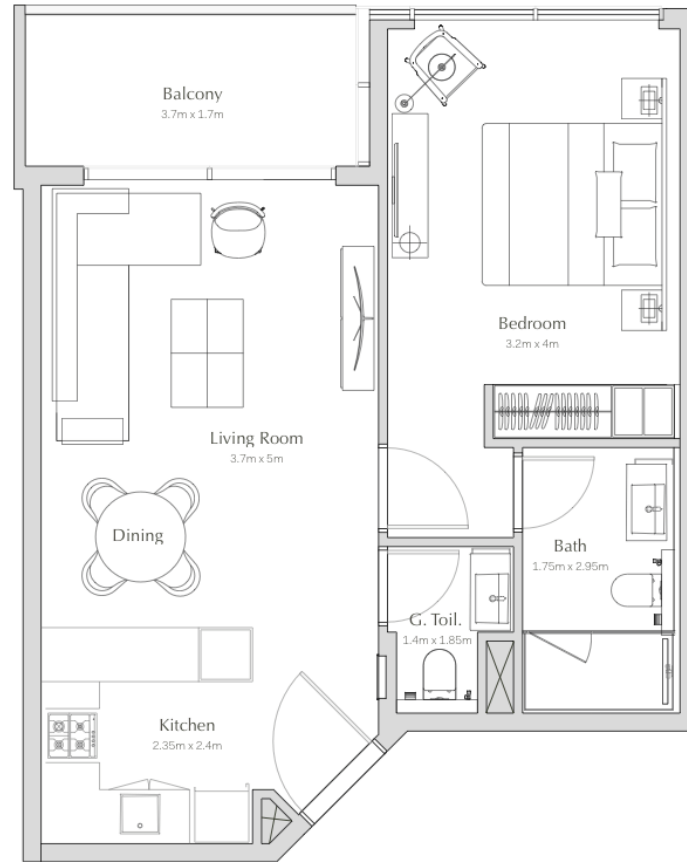 Balcony
3.7m x 1.7m
Bedroom
3.2m x 4m
Living Room
3.7m x 5m
Dining
Bath
1.75m x 2.95m
G. Toil.
1.4m x 1.85m
Kitchen
2.35m x 2.4m